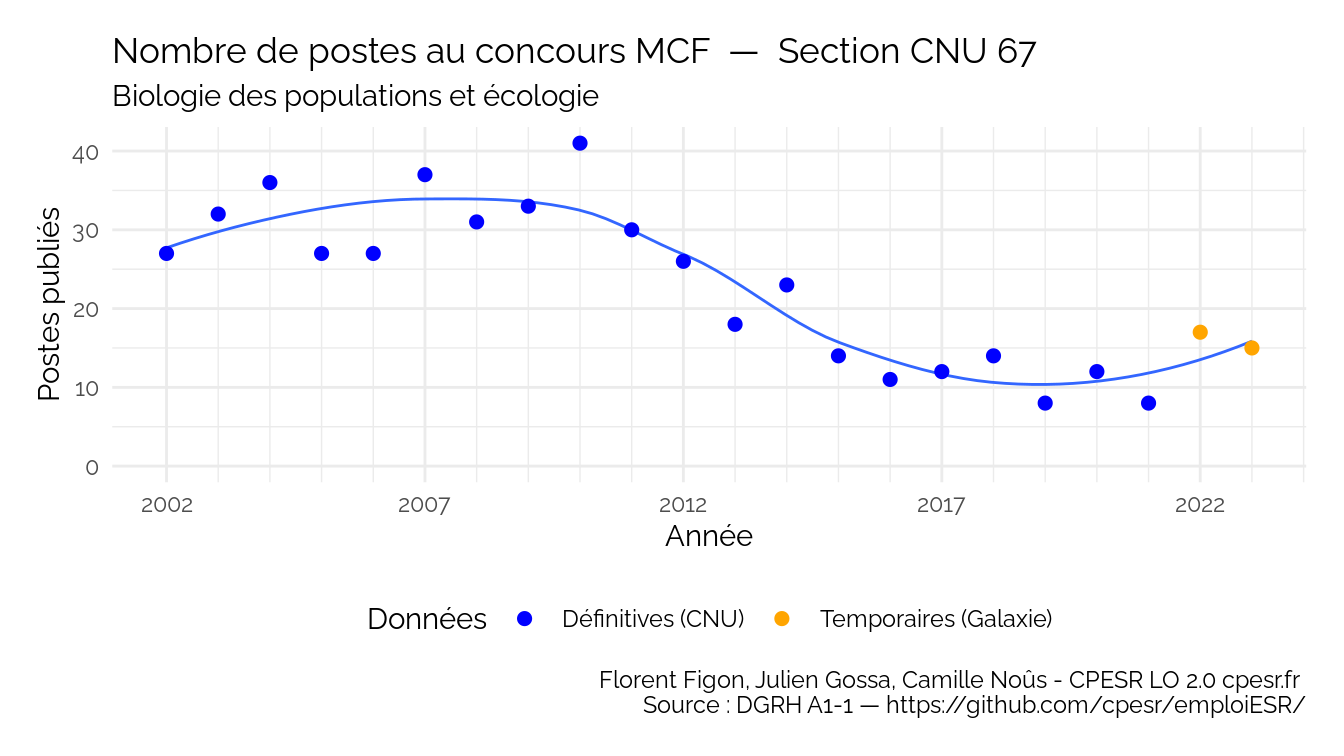 Nombre de postes au concours MCF — Section CNU 67
Biologie des populations et écologie
Postes publiés
40
30
20
10
0
2002 2007 2012 2017 2022
Année
Données Définitives (CNU) Temporaires (Galaxie)
Florent Figon, Julien Gossa, Camille Noûs - CPESR LO 2.0 cpesr.fr
Source : DGRH A1-1 — https://github.com/cpesr/emploiESR/